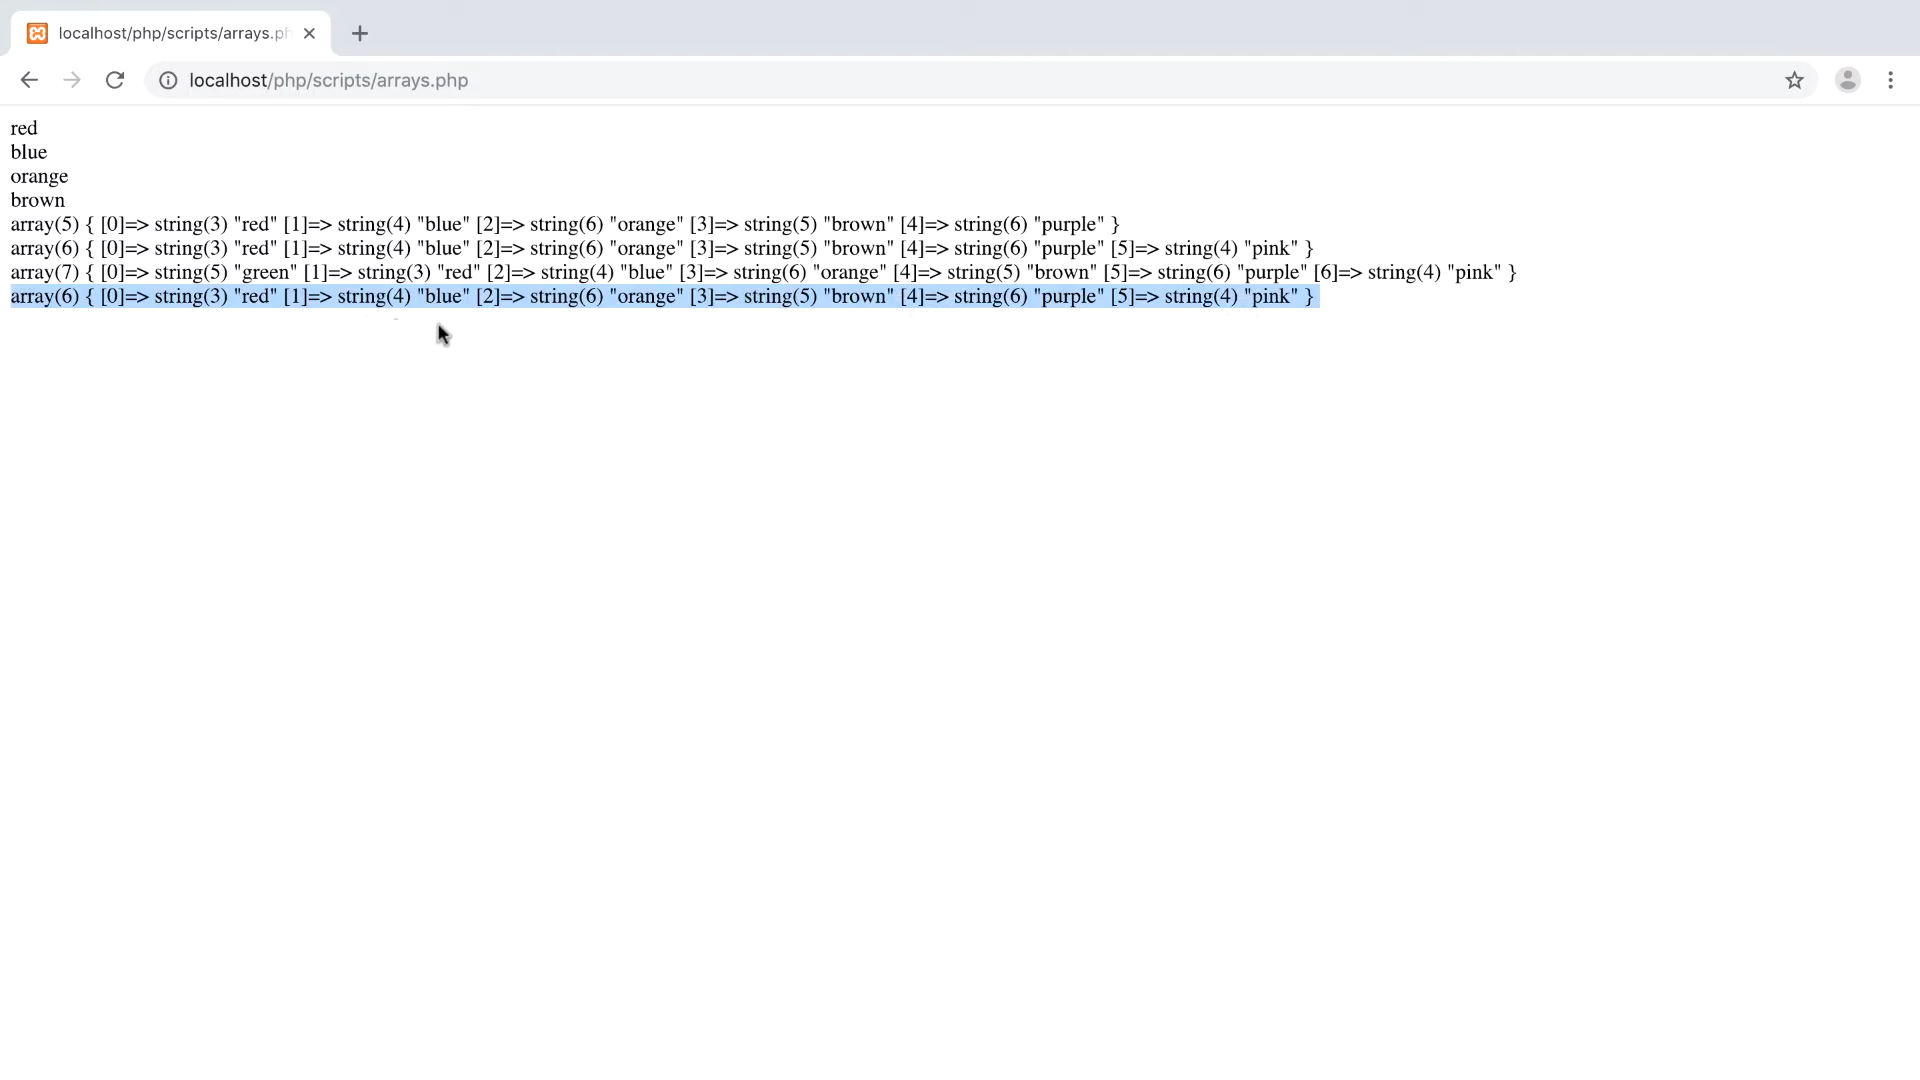 localhost/php/scripts/arrays.ph
localhost/php/scripts/arrays.php
red
blue
orange
brown
array(5) { [0]=> string(3) "red" [1]=> string(4) "blue" [2]=> string(6) "orange" [3]=> string(5) "brown" [4]=> string(6) "purple" }
array(6) { [0]=> string(3) "red" [1]=> string(4) "blue" [2]=> string(6) "orange" [3]=> string(5) "brown" [4]=> string(6) "purple" [5]=> string(4) "pink" }
array(7) { [0]=> string(5) "green" [1]=> string(3) "red" [2]=> string(4) "blue" [3]=> string(6) "orange" [4]=> string(5) "brown" [5]=> string(6) "purple" [6]=> string(4) "pink" }
array(6) { [0]=> string(3) "red" [1]=> string(4) "blue" [2]=> string(6) "orange" [3]=> string(5) "brown" [4]=> string(6) "purple" [5]=> string(4) "pink" }